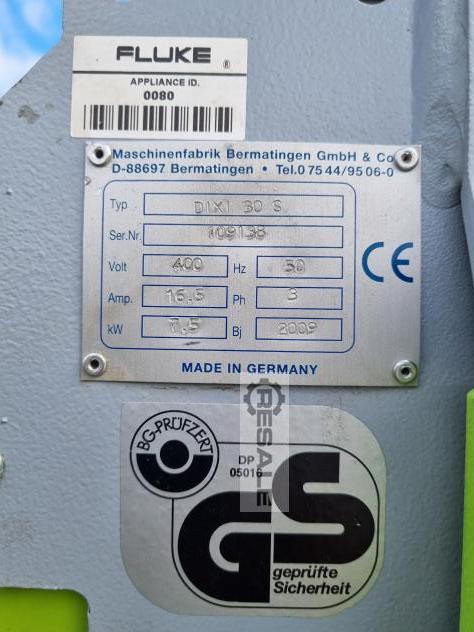 FLUKE ®
APPLIANCE ID.
0080
Maschinenfabrik Bermatingen GmbH & Co
D-88697 Bermatingen • Tel.0 75 44/95 06-0
Typ DIXI 30 S
Ser.Nr. 109138
Volt 400 Hz 50
Amp. 16.5 Ph 3
kW 7.5 Bj 2009
CE
MADE IN GERMANY
BG-PRÜFZERT
DP
05016
GS
geprüfte
Sicherheit
RESALE